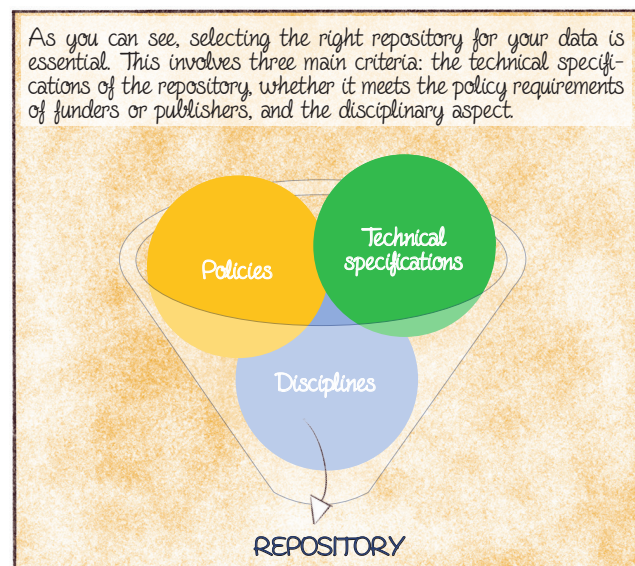 As you can see, selecting the right repository for your data is
essential. This involves three main criteria: the technical specifi-
cations of the repository, whether it meets the policy requirements
of funders or publishers, and the disciplinary aspect.
Policies
Technical
specifications
Disciplines
REPOSITORY